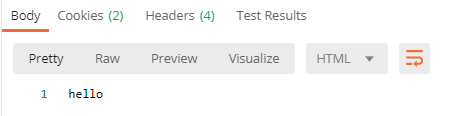 Body Cookies (2) Headers (4) Test Results
Pretty Raw Preview Visualize HTML
1 hello